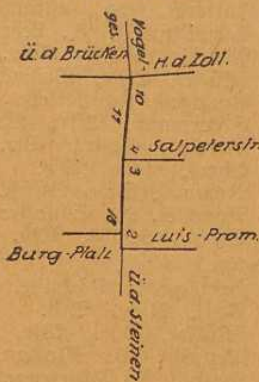 Vogel-
ges
Ü.d.Brücken
H.d.Zoll.
10
11
Salpeterstr
4
3
18
2
Luis-Prom.
Burg-Platz
Ü.d.Steinen